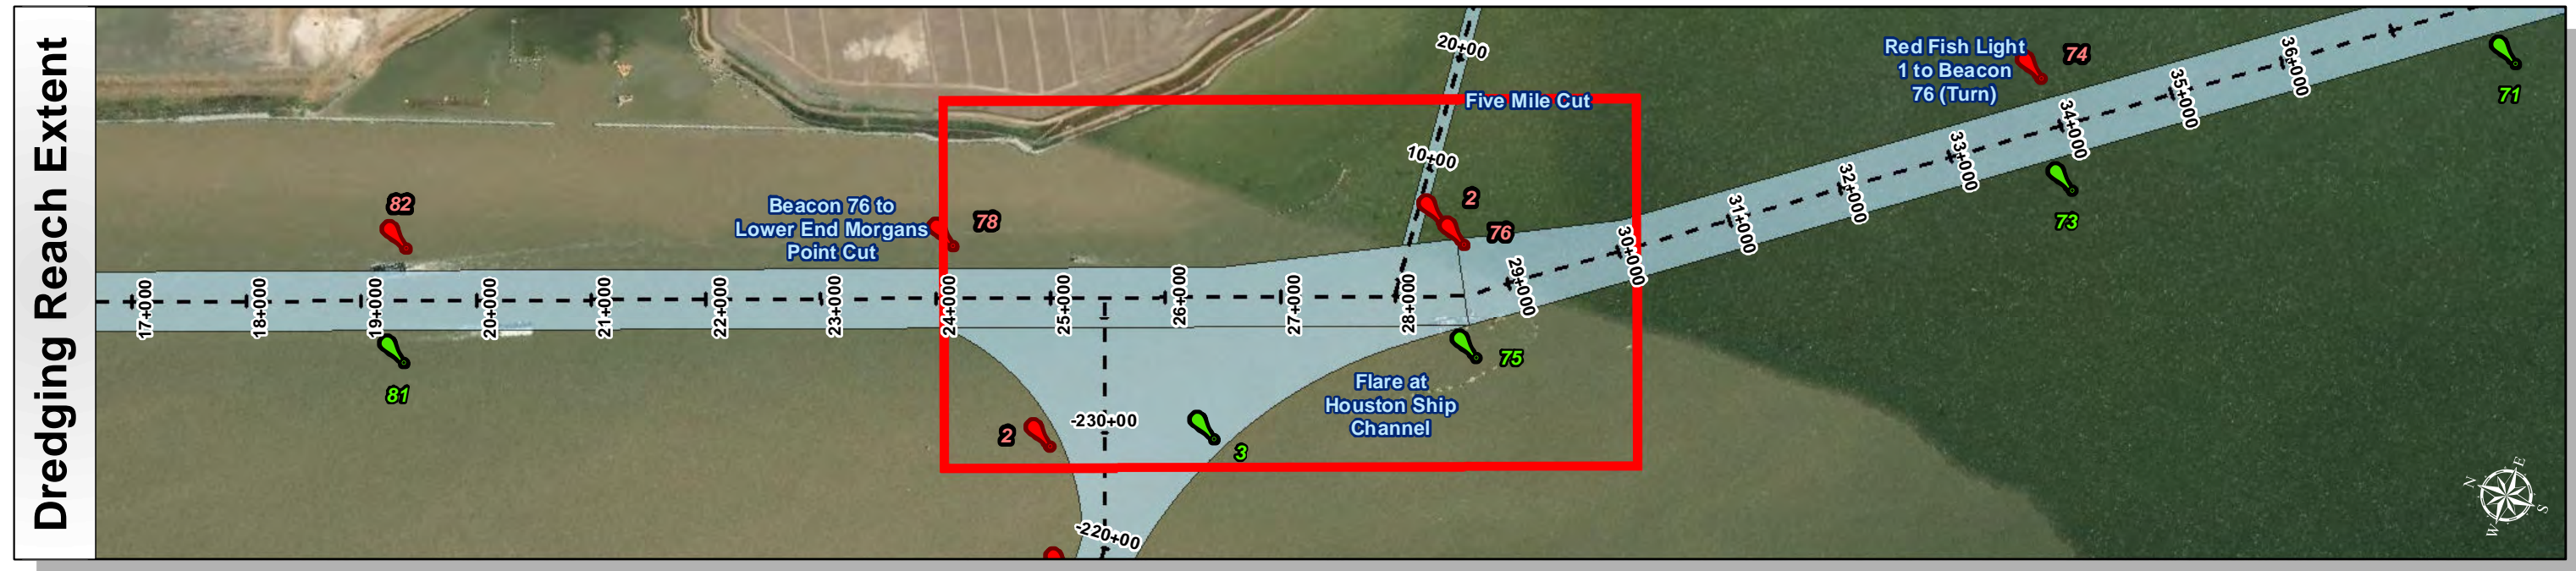 Dredging Reach Extent
20+00
Five Mile Cut
10+00
Red Fish Light
1 to Beacon
76 (Turn)
74
71
73
36+000
35+000
34+000
33+000
32+000
31+000
30+000
29+000
82
Beacon 76 to
Lower End Morgans
Point Cut
78
2
76
17+000
18+000
19+000
20+000
21+000
22+000
23+000
24+000
25+000
26+000
27+000
28+000
81
75
Flare at
Houston Ship
Channel
2
-230+00
3
-220+00
N
E
W
S